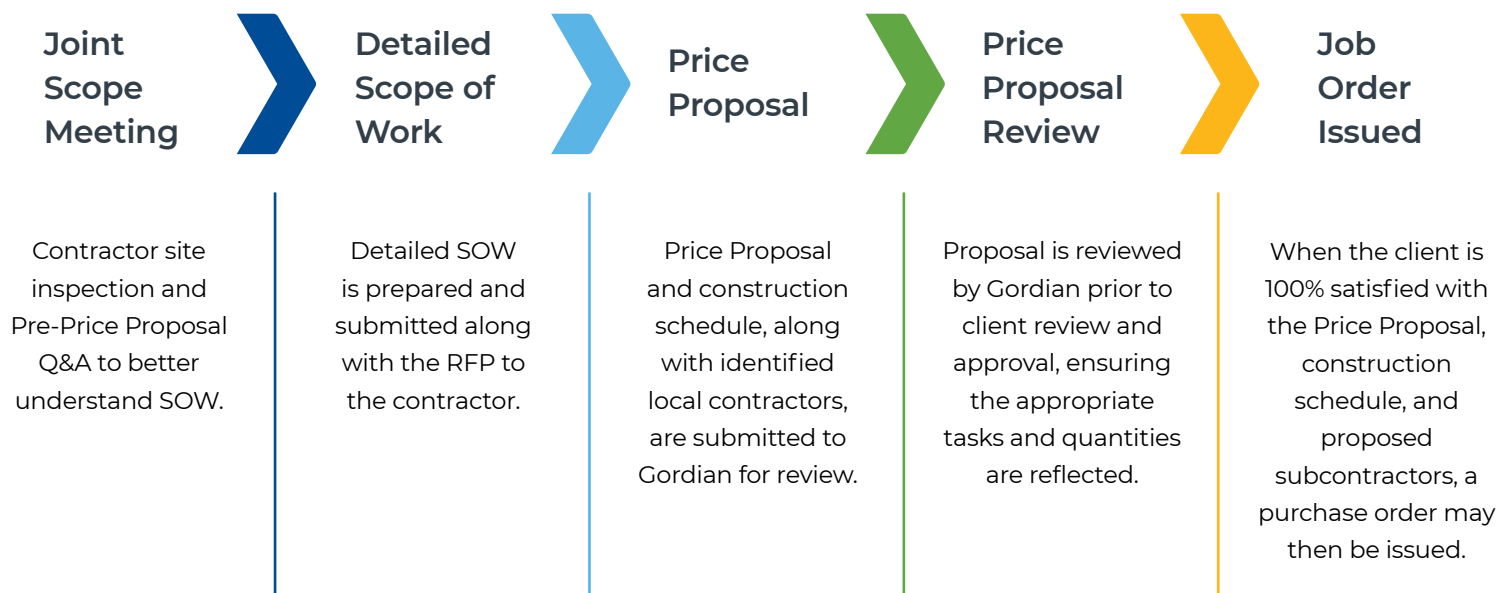 Joint
Scope
Meeting
Detailed
Scope of
Work
Price
Proposal
Price
Proposal
Review
Job
Order
Issued
Contractor site
inspection and
Pre-Price Proposal
Q&A to better
understand SOW.
Detailed SOW
is prepared and
submitted along
with the RFP to
the contractor.
Price Proposal
and construction
schedule, along
with identified
local contractors,
are submitted to
Gordian for review.
Proposal is reviewed
by Gordian prior to
client review and
approval, ensuring
the appropriate
tasks and quantities
are reflected.
When the client is
100% satisfied with
the Price Proposal,
construction
schedule, and
proposed
subcontractors, a
purchase order may
then be issued.